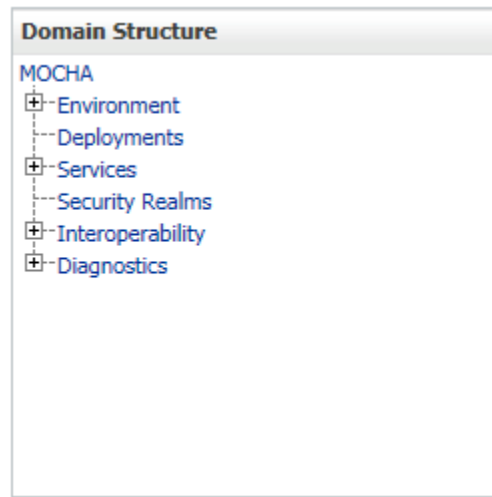 Domain Structure
MOCHA
Environment
Deployments
Services
Security Realms
Interoperability
Diagnostics